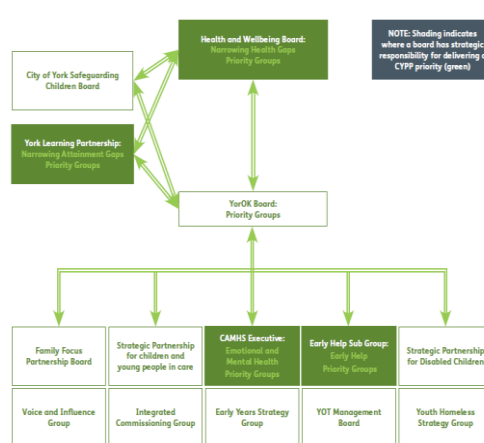 Health and Wellbeing Board:
Narrowing Health Gaps
Priority Groups
NOTE: Shading indicates
where a board has strategic
responsibility for delivering a
CYPP priority (green)
City of York Safeguarding
Children Board
York Learning Partnership:
Narrowing Attainment Gaps
Priority Groups
YorOK Board:
Priority Groups
Family Focus
Partnership Board
Strategic Partnership
for children and
young people in care
CAMHS Executive:
Emotional and
Mental Health
Priority Groups
Early Help Sub Group:
Early Help
Priority Groups
Strategic Partnership
for Disabled Children
Voice and Influence
Group
Integrated
Commissioning Group
Early Years Strategy
Group
YOT Management
Board
Youth Homeless
Strategy Group